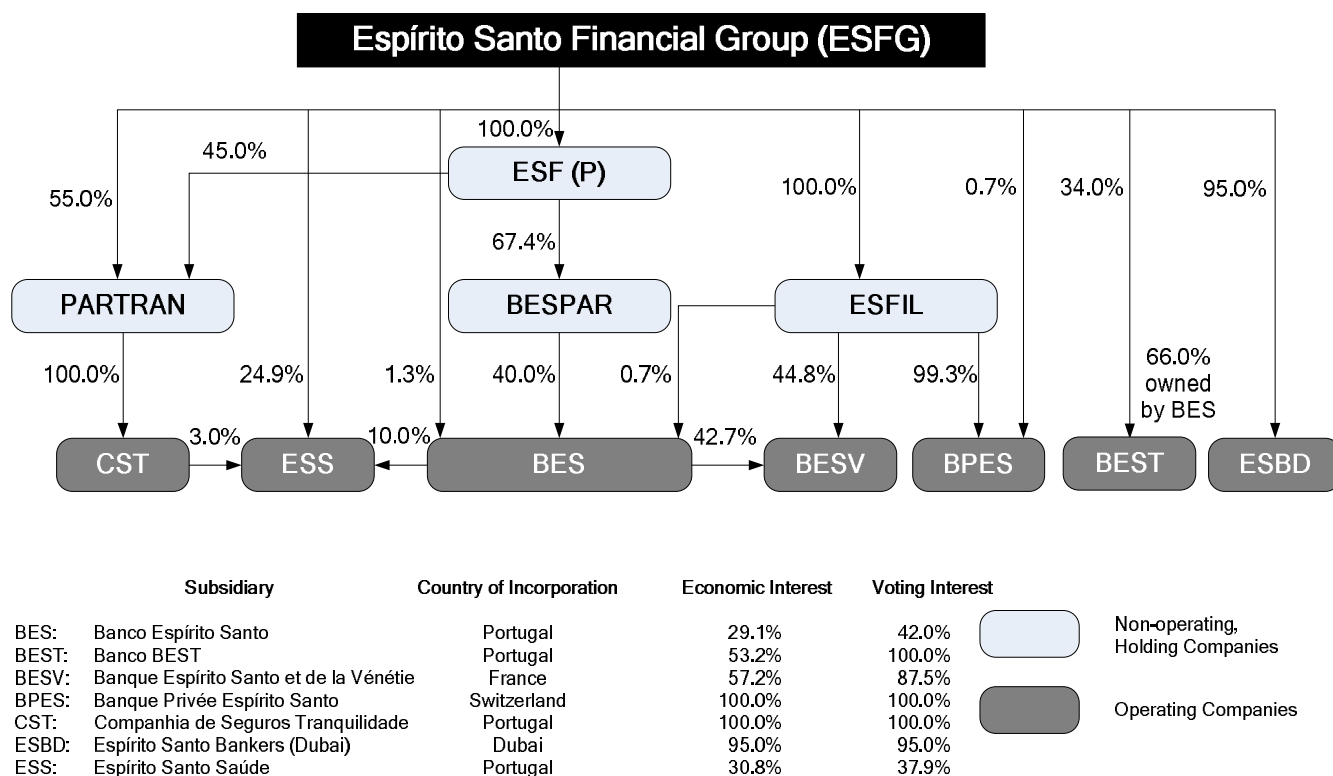 Espírito Santo Financial Group (ESFG)
100.0%
45.0%
ESF (P)
55.0%
100.0%
0.7%
34.0%
95.0%
67.4%
PARTRAN
BESPAR
ESFIL
100.0%
24.9%
1.3%
40.0%
0.7%
44.8%
99.3%
66.0%
owned
by BES
3.0%
10.0%
42.7%
CST
ESS
BES
BESV
BPES
BEST
ESBD
Subsidiary Country of Incorporation Economic Interest Voting Interest
BES: Banco Espírito Santo Portugal 29.1% 42.0%
BEST: Banco BEST Portugal 53.2% 100.0%
BESV: Banque Espírito Santo et de la Vénétie France 57.2% 87.5%
BPES: Banque Privée Espírito Santo Switzerland 100.0% 100.0%
CST: Companhia de Seguros Tranquilidade Portugal 100.0% 100.0%
ESBD: Espírito Santo Bankers (Dubai) Dubai 95.0% 95.0%
ESS: Espírito Santo Saúde Portugal 30.8% 37.9%
Non-operating,
Holding Companies
Operating Companies